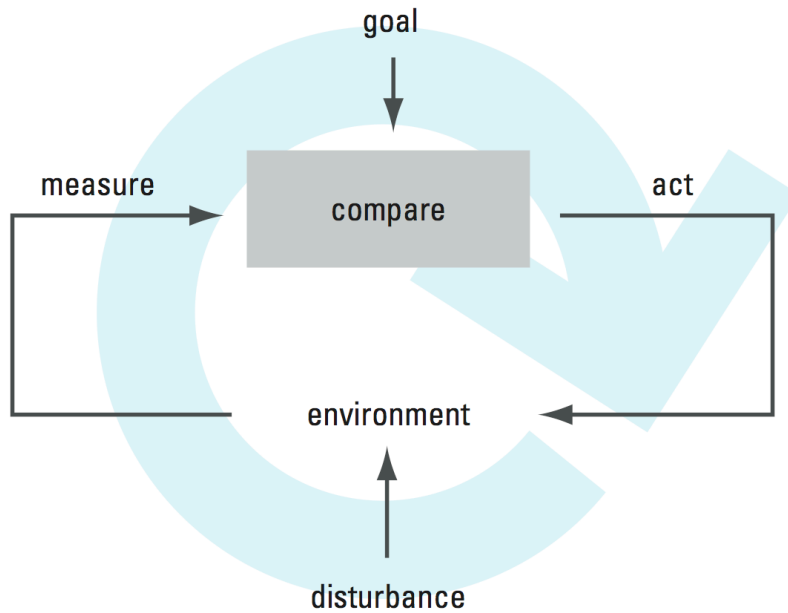 goal
measure
compare
act
environment
disturbance